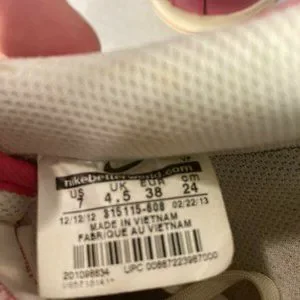 nikebetterworld.com
US UK EUR cm
7 4.5 38 24
12/12/12 315115-608 02/22/13
MADE IN VIETNAM
FABRIQUE AU VIETNAM
201098634 UPC 00887223967000